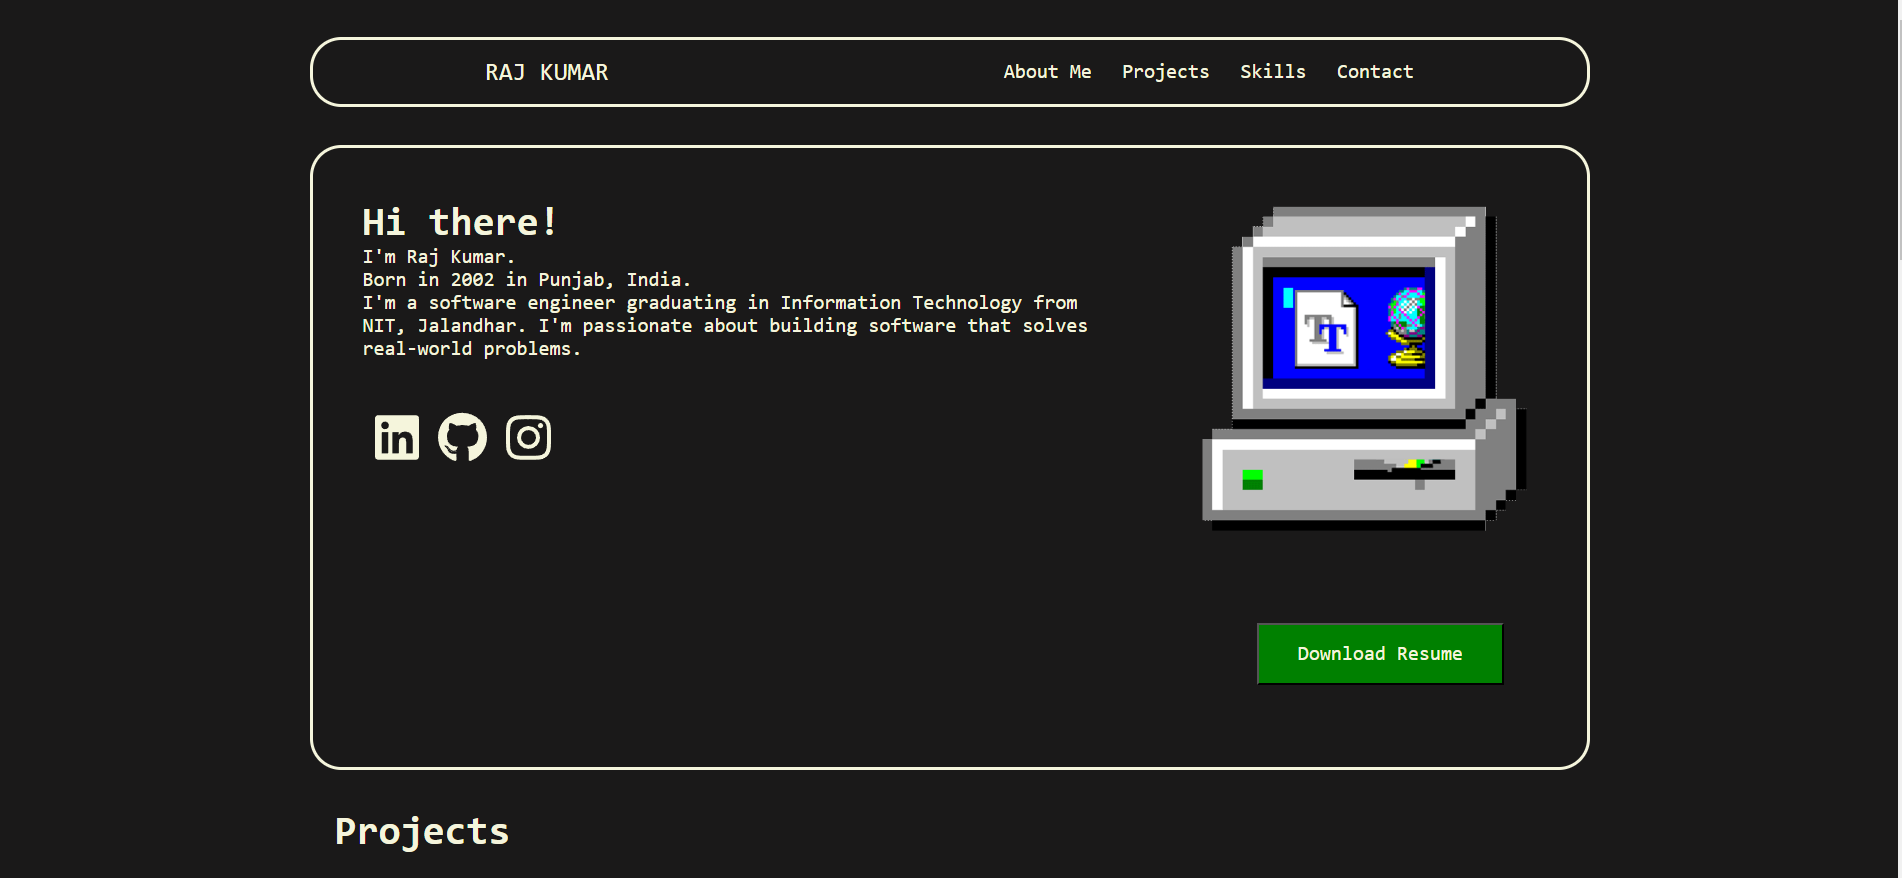 RAJ KUMAR
About Me Projects Skills Contact
Hi there!
I'm Raj Kumar.
Born in 2002 in Punjab, India.
I'm a software engineer graduating in Information Technology from
NIT, Jalandhar. I'm passionate about building software that solves
real-world problems.
in
TT
Download Resume
Projects